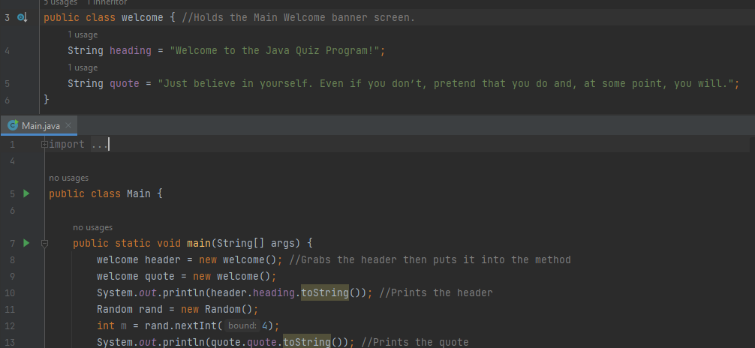 3 usages 1 inheritor
3 public class welcome { //Holds the Main Welcome banner screen.
1 usage
4 String heading = "Welcome to the Java Quiz Program!";
1 usage
5 String quote = "Just believe in yourself. Even if you don't, pretend that you do and, at some point, you will.";
6 }
Main.java ×
1 import ...
4
no usages
5 public class Main {
6
no usages
7 public static void main(String[] args) {
8 welcome header = new welcome(); //Grabs the header then puts it into the method
9 welcome quote = new welcome();
10 System.out.println(header.heading.toString()); //Prints the header
11 Random rand = new Random();
12 int m = rand.nextInt( bound: 4);
13 System.out.println(quote.quote.toString()); //Prints the quote